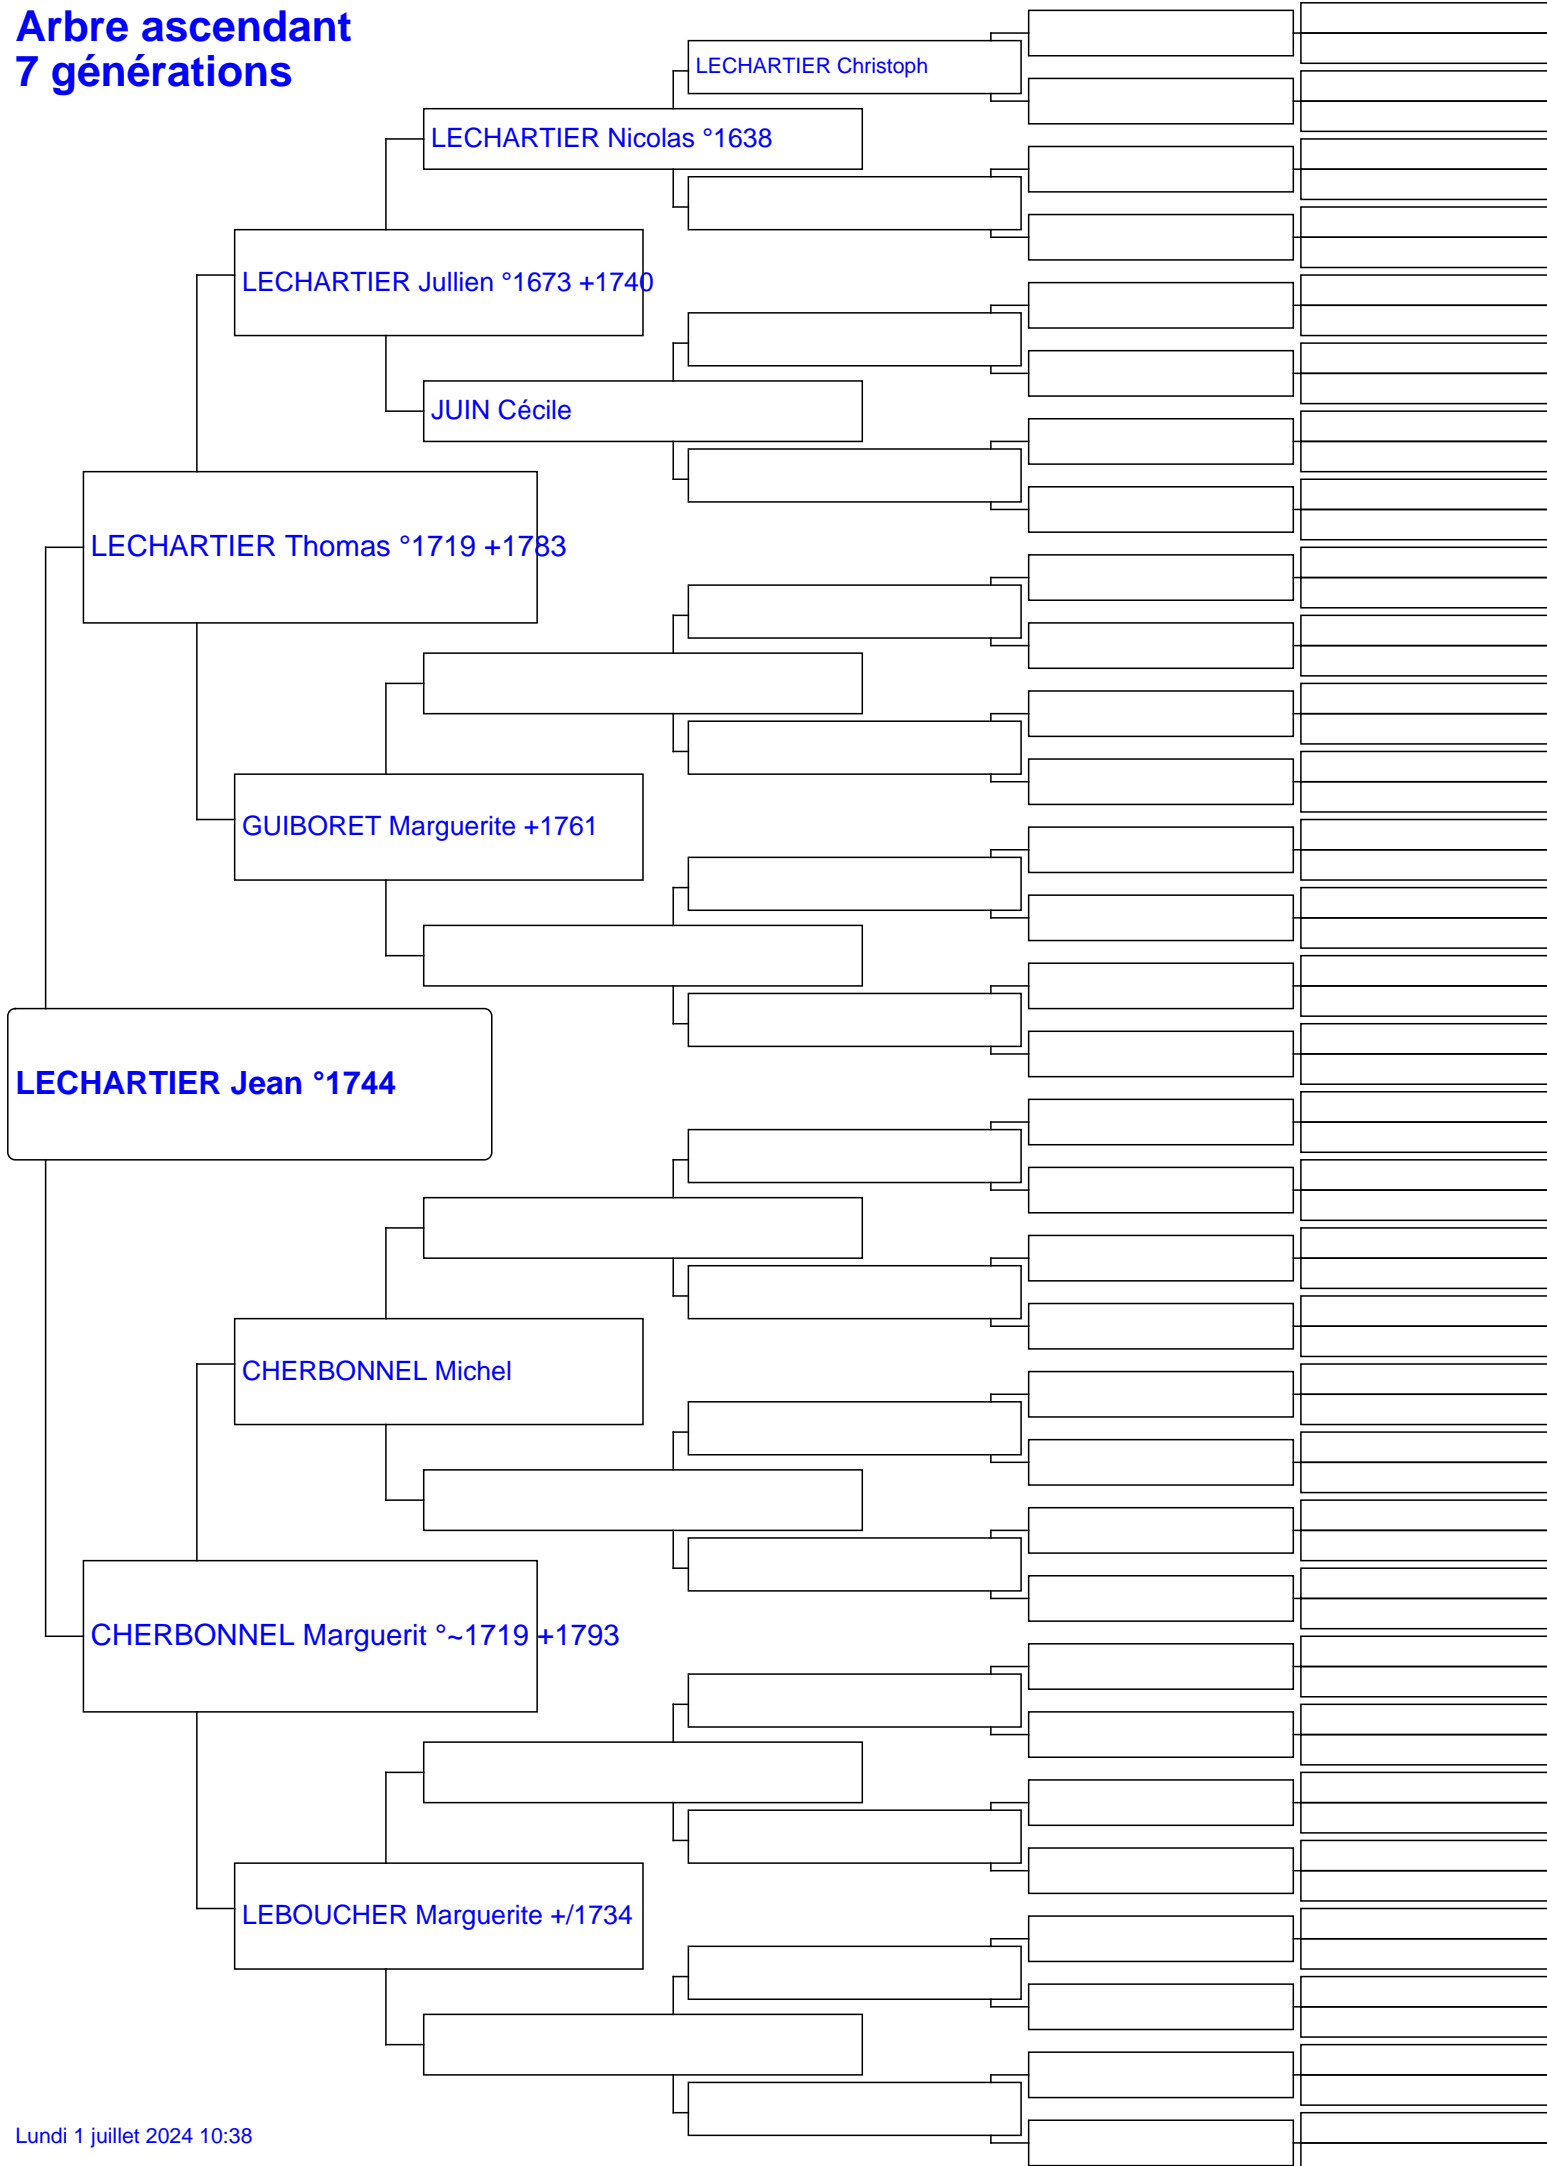 Arbre ascendant
7 générations
LECHARTIER Christoph
LECHARTIER Nicolas °1638
LECHARTIER Jullien °1673 +1740
JUIN Cécile
LECHARTIER Thomas °1719 +1783
GUIBORET Marguerite +1761
LECHARTIER Jean °1744
CHERBONNEL Michel
CHERBONNEL Marguerit °~1719 +1793
LEBOUCHER Marguerite +/1734
Lundi 1 juillet 2024 10:38